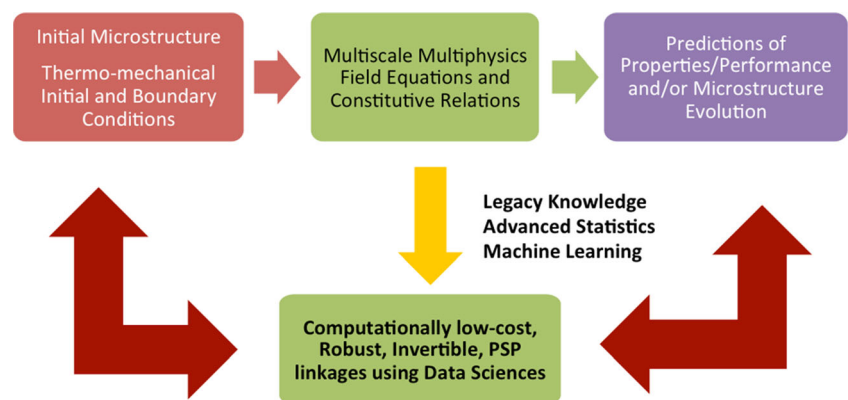 Initial Microstructure
Thermo-mechanical
Initial and Boundary
Conditions
Multiscale Multiphysics
Field Equations and
Constitutive Relations
Predictions of
Properties/Performance
and/or Microstructure
Evolution
Legacy Knowledge
Advanced Statistics
Machine Learning
Computationally low-cost,
Robust, Invertible, PSP
linkages using Data Sciences